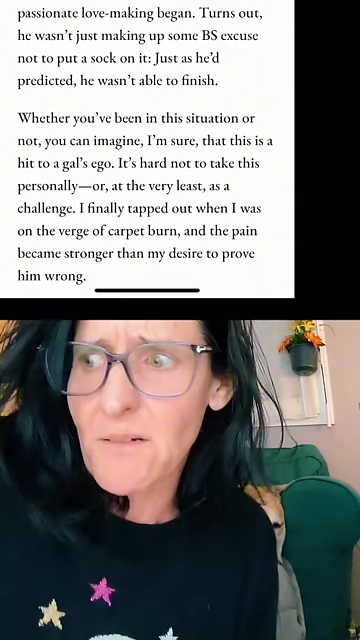 passionate love-making began. Turns out,
he wasn’t just making up some BS excuse
not to put a sock on it: Just as he’d
predicted, he wasn’t able to finish.
Whether you’ve been in this situation or
not, you can imagine, I’m sure, that this is a
hit to a gal’s ego. It’s hard not to take this
personally—or, at the very least, as a
challenge. I finally tapped out when I was
on the verge of carpet burn, and the pain
became stronger than my desire to prove
him wrong.